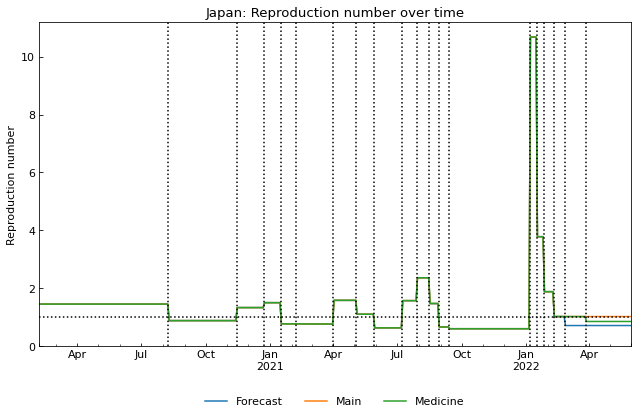 Japan: Reproduction number over time
Reproduction number
10
8
6
4
2
0
Apr Jul Oct Jan Apr Jul Oct Jan Apr
2021 2022
Forecast Main Medicine